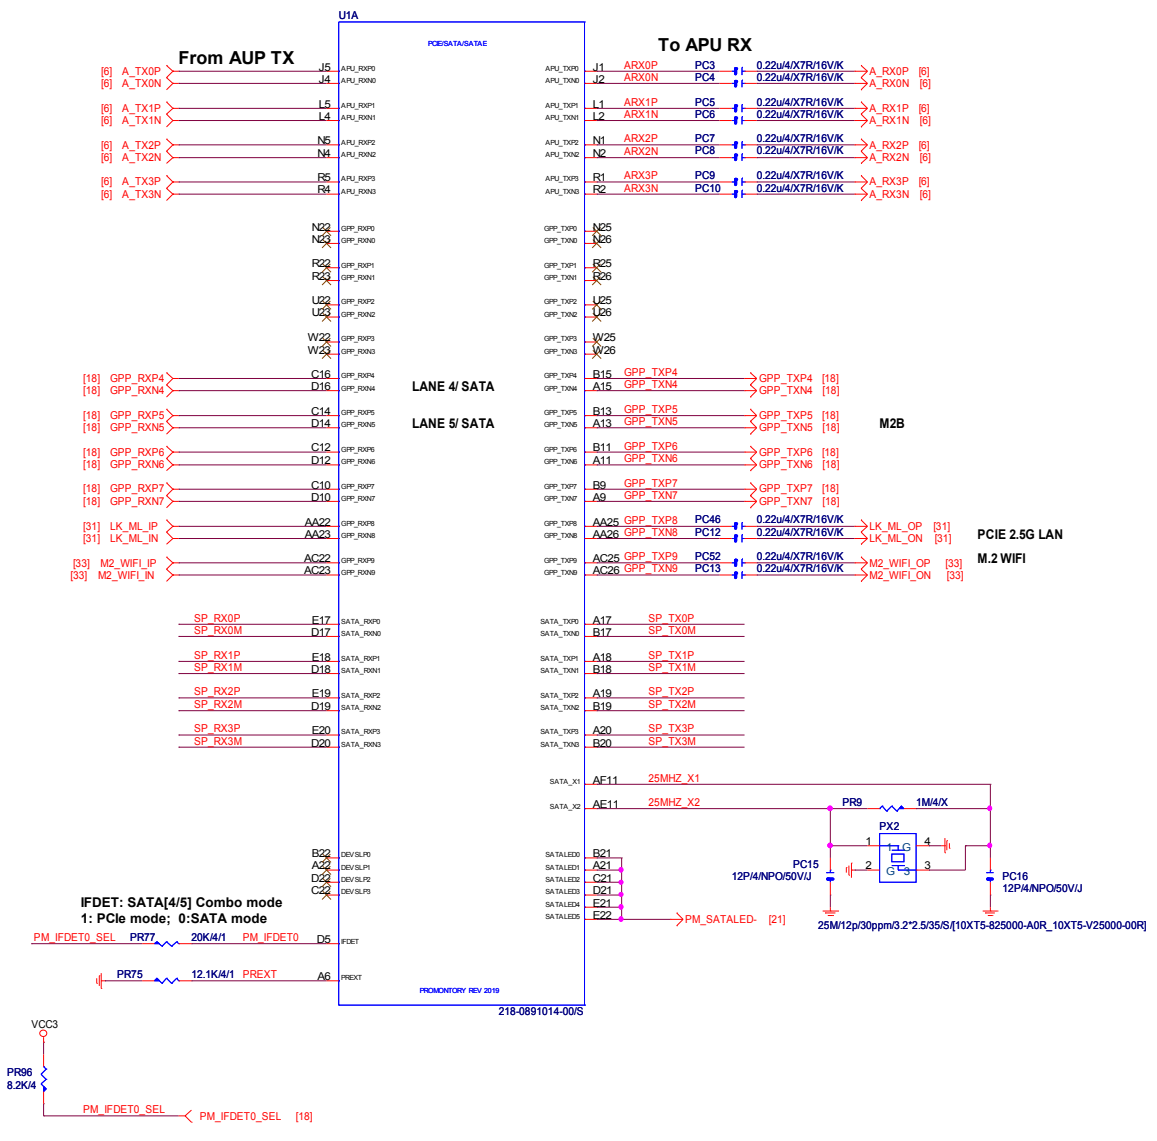 U1A
PCIE/SATA/SATAE
From AUP TX
To APU RX
[6] A_TX0P J5 APU_RXP0 APU_TXP0 J1 ARX0P PC3 0.22u/4/X7R/16V/K A_RX0P [6]
[6] A_TX0N J4 APU_RXN0 APU_TXN0 J2 ARX0N PC4 0.22u/4/X7R/16V/K A_RX0N [6]
[6] A_TX1P L5 APU_RXP1 APU_TXP1 L1 ARX1P PC5 0.22u/4/X7R/16V/K A_RX1P [6]
[6] A_TX1N L4 APU_RXN1 APU_TXN1 L2 ARX1N PC6 0.22u/4/X7R/16V/K A_RX1N [6]
[6] A_TX2P N5 APU_RXP2 APU_TXP2 N1 ARX2P PC7 0.22u/4/X7R/16V/K A_RX2P [6]
[6] A_TX2N N4 APU_RXN2 APU_TXN2 N2 ARX2N PC8 0.22u/4/X7R/16V/K A_RX2N [6]
[6] A_TX3P R5 APU_RXP3 APU_TXP3 R1 ARX3P PC9 0.22u/4/X7R/16V/K A_RX3P [6]
[6] A_TX3N R4 APU_RXN3 APU_TXN3 R2 ARX3N PC10 0.22u/4/X7R/16V/K A_RX3N [6]
N22 GPP_RXP0 GPP_TXP0 N25
N23 GPP_RXN0 GPP_TXN0 N26
R22 GPP_RXP1 GPP_TXP1 R25
R23 GPP_RXN1 GPP_TXN1 R26
U22 GPP_RXP2 GPP_TXP2 U25
U23 GPP_RXN2 GPP_TXN2 U26
W22 GPP_RXP3 GPP_TXP3 W25
W23 GPP_RXN3 GPP_TXN3 W26
[18] GPP_RXP4 C16 GPP_RXP4 GPP_TXP4 B15 GPP_TXP4 GPP_TXP4 [18]
[18] GPP_RXN4 D16 GPP_RXN4 LANE 4/ SATA GPP_TXN4 A15 GPP_TXN4 GPP_TXN4 [18]
[18] GPP_RXP5 C14 GPP_RXP5 GPP_TXP5 B13 GPP_TXP5 GPP_TXP5 [18]
[18] GPP_RXN5 D14 GPP_RXN5 LANE 5/ SATA GPP_TXN5 A13 GPP_TXN5 GPP_TXN5 [18] M2B
[18] GPP_RXP6 C12 GPP_RXP6 GPP_TXP6 B11 GPP_TXP6 GPP_TXP6 [18]
[18] GPP_RXN6 D12 GPP_RXN6 GPP_TXN6 A11 GPP_TXN6 GPP_TXN6 [18]
[18] GPP_RXP7 C10 GPP_RXP7 GPP_TXP7 B9 GPP_TXP7 GPP_TXP7 [18]
[18] GPP_RXN7 D10 GPP_RXN7 GPP_TXN7 A9 GPP_TXN7 GPP_TXN7 [18]
[31] LK_ML_IP AA22 GPP_RXP8 GPP_TXP8 AA25 GPP_TXP8 PC46 0.22u/4/X7R/16V/K LK_ML_OP [31]
[31] LK_ML_IN AA23 GPP_RXN8 GPP_TXN8 AA26 GPP_TXN8 PC12 0.22u/4/X7R/16V/K LK_ML_ON [31] PCIE 2.5G LAN
[33] M2_WIFI_IP AC22 GPP_RXP9 GPP_TXP9 AC25 GPP_TXP9 PC52 0.22u/4/X7R/16V/K M2_WIFI_OP [33] M.2 WIFI
[33] M2_WIFI_IN AC23 GPP_RXN9 GPP_TXN9 AC26 GPP_TXN9 PC13 0.22u/4/X7R/16V/K M2_WIFI_ON [33]
SP_RX0P E17 SATA_RXP0 SATA_TXP0 A17 SP_TX0P
SP_RX0M D17 SATA_RXN0 SATA_TXN0 B17 SP_TX0M
SP_RX1P E18 SATA_RXP1 SATA_TXP1 A18 SP_TX1P
SP_RX1M D18 SATA_RXN1 SATA_TXN1 B18 SP_TX1M
SP_RX2P E19 SATA_RXP2 SATA_TXP2 A19 SP_TX2P
SP_RX2M D19 SATA_RXN2 SATA_TXN2 B19 SP_TX2M
SP_RX3P E20 SATA_RXP3 SATA_TXP3 A20 SP_TX3P
SP_RX3M D20 SATA_RXN3 SATA_TXN3 B20 SP_TX3M
SATA_X1 AF11 25MHZ_X1
SATA_X2 AE11 25MHZ_X2 PR9 1M/4/X
PX2
1 1 G 4
2 G 3 3
PC15
12P/4/NPO/50V/J
PC16
12P/4/NPO/50V/J
25M/12p/30ppm/3.2*2.5/35/S/[10XT5-825000-A0R_10XT5-V25000-00R]
B22 DEVSLP0 SATALED0 B21
A22 DEVSLP1 SATALED1 A21
D22 DEVSLP2 SATALED2 C21
C22 DEVSLP3 SATALED3 D21
SATALED4 E21
SATALED5 E22 PM_SATALED- [21]
IFDET: SATA[4/5] Combo mode
1: PCIe mode; 0:SATA mode
PM_IFDET0_SEL PR77 20K/4/1 PM_IFDET0 D5 IFDET
PR75 12.1K/4/1 PREXT A6 PREXT
PROMONTORY REV 2019
218-0891014-00/S
VCC3
PR96
8.2K/4
PM_IFDET0_SEL PM_IFDET0_SEL [18]